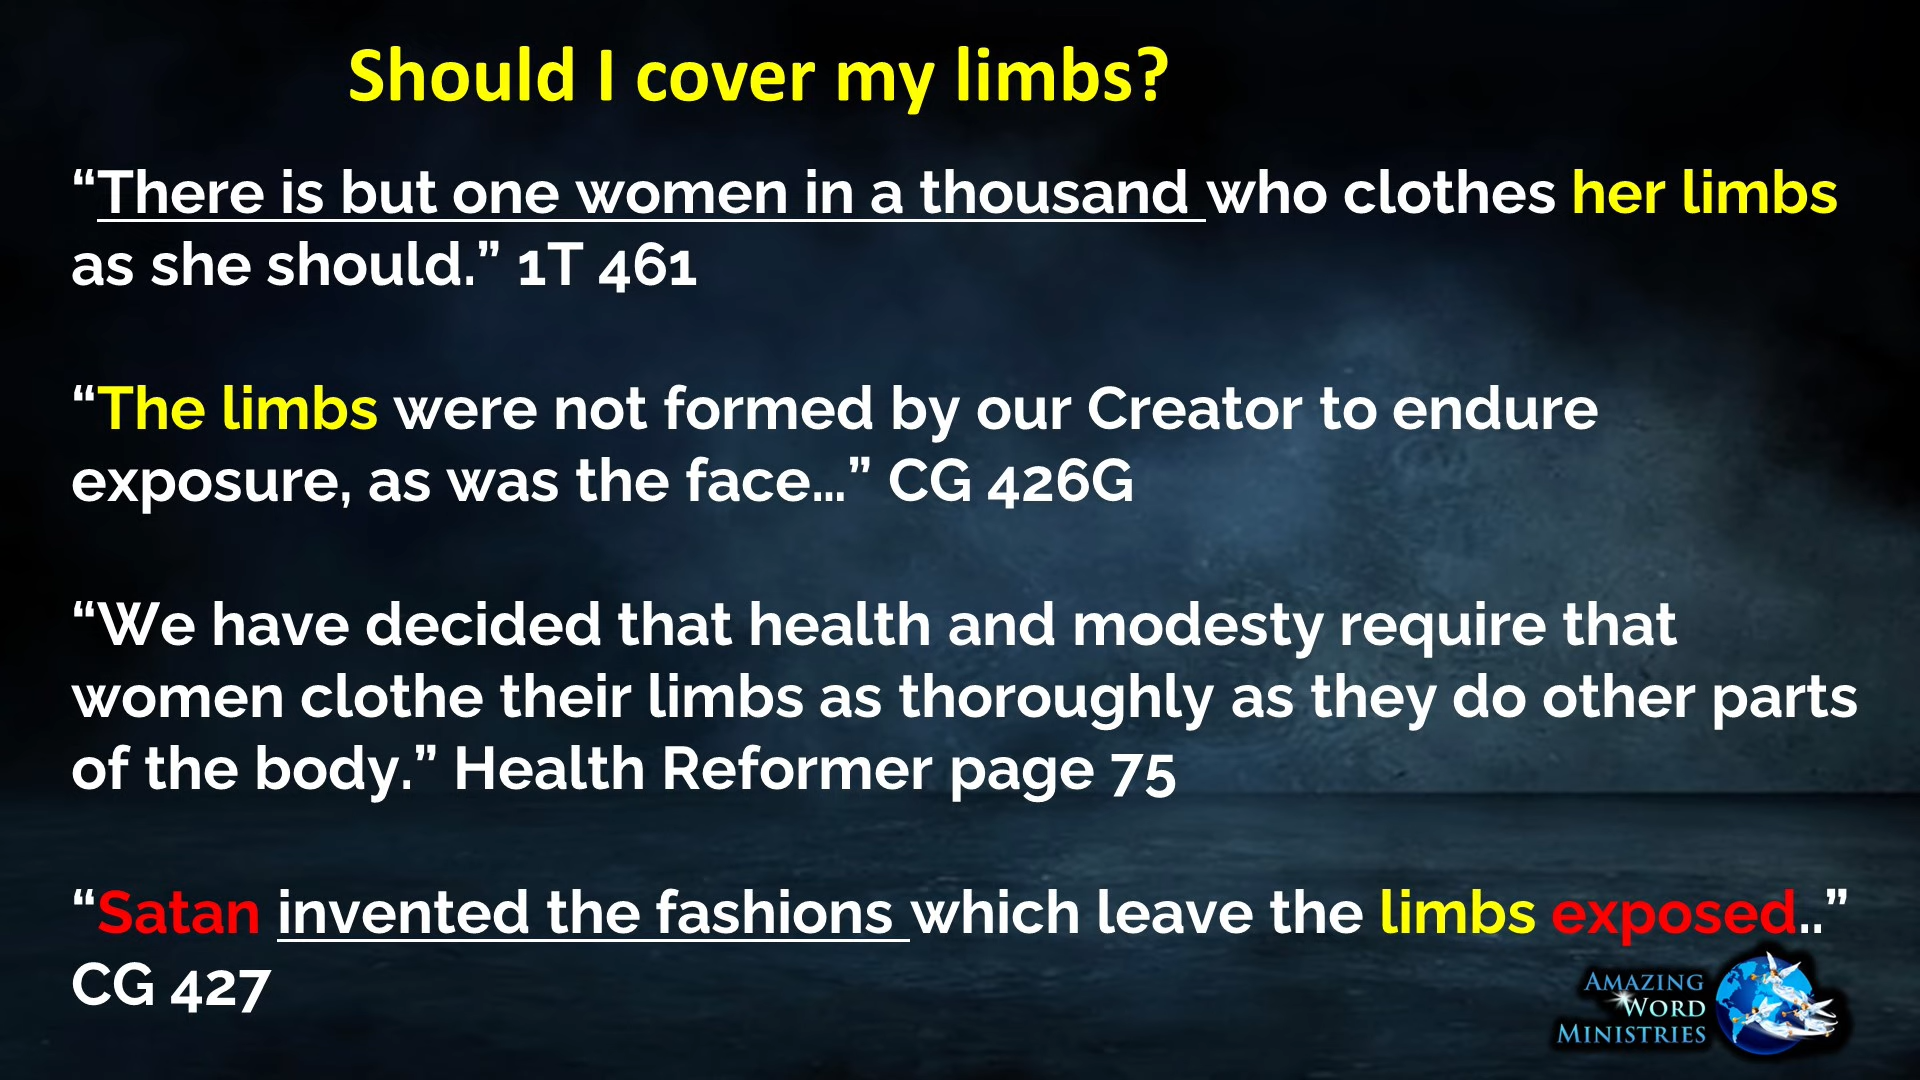 Should I cover my limbs?
“There is but one women in a thousand who clothes her limbs
as she should.” 1T 461
“The limbs were not formed by our Creator to endure
exposure, as was the face…” CG 426G
“We have decided that health and modesty require that
women clothe their limbs as thoroughly as they do other parts
of the body.” Health Reformer page 75
“Satan invented the fashions which leave the limbs exposed..”
CG 427
AMAZING
WORD
MINISTRIES